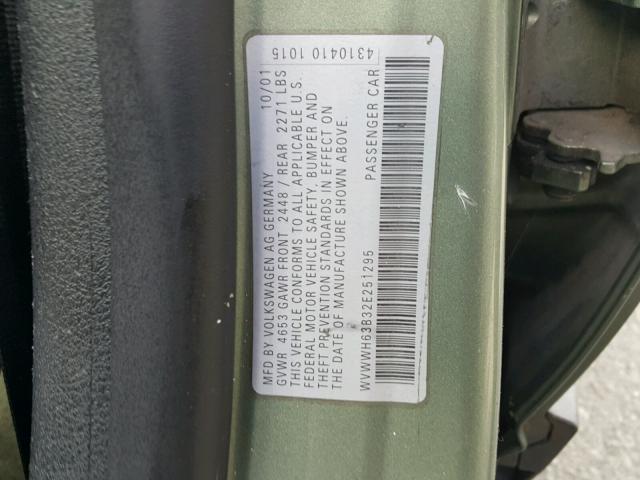 4310410 1015
MFD BY VOLKSWAGEN AG GERMANY 10/01
GVWR 4653 GAWR FRONT 2448 / REAR 2271 LBS
THIS VEHICLE CONFORMS TO ALL APPLICABLE U.S.
FEDERAL MOTOR VEHICLE SAFETY, BUMPER AND
THEFT PREVENTION STANDARDS IN EFFECT ON
THE DATE OF MANUFACTURE SHOWN ABOVE.
WVWWH63B32E251295 PASSENGER CAR